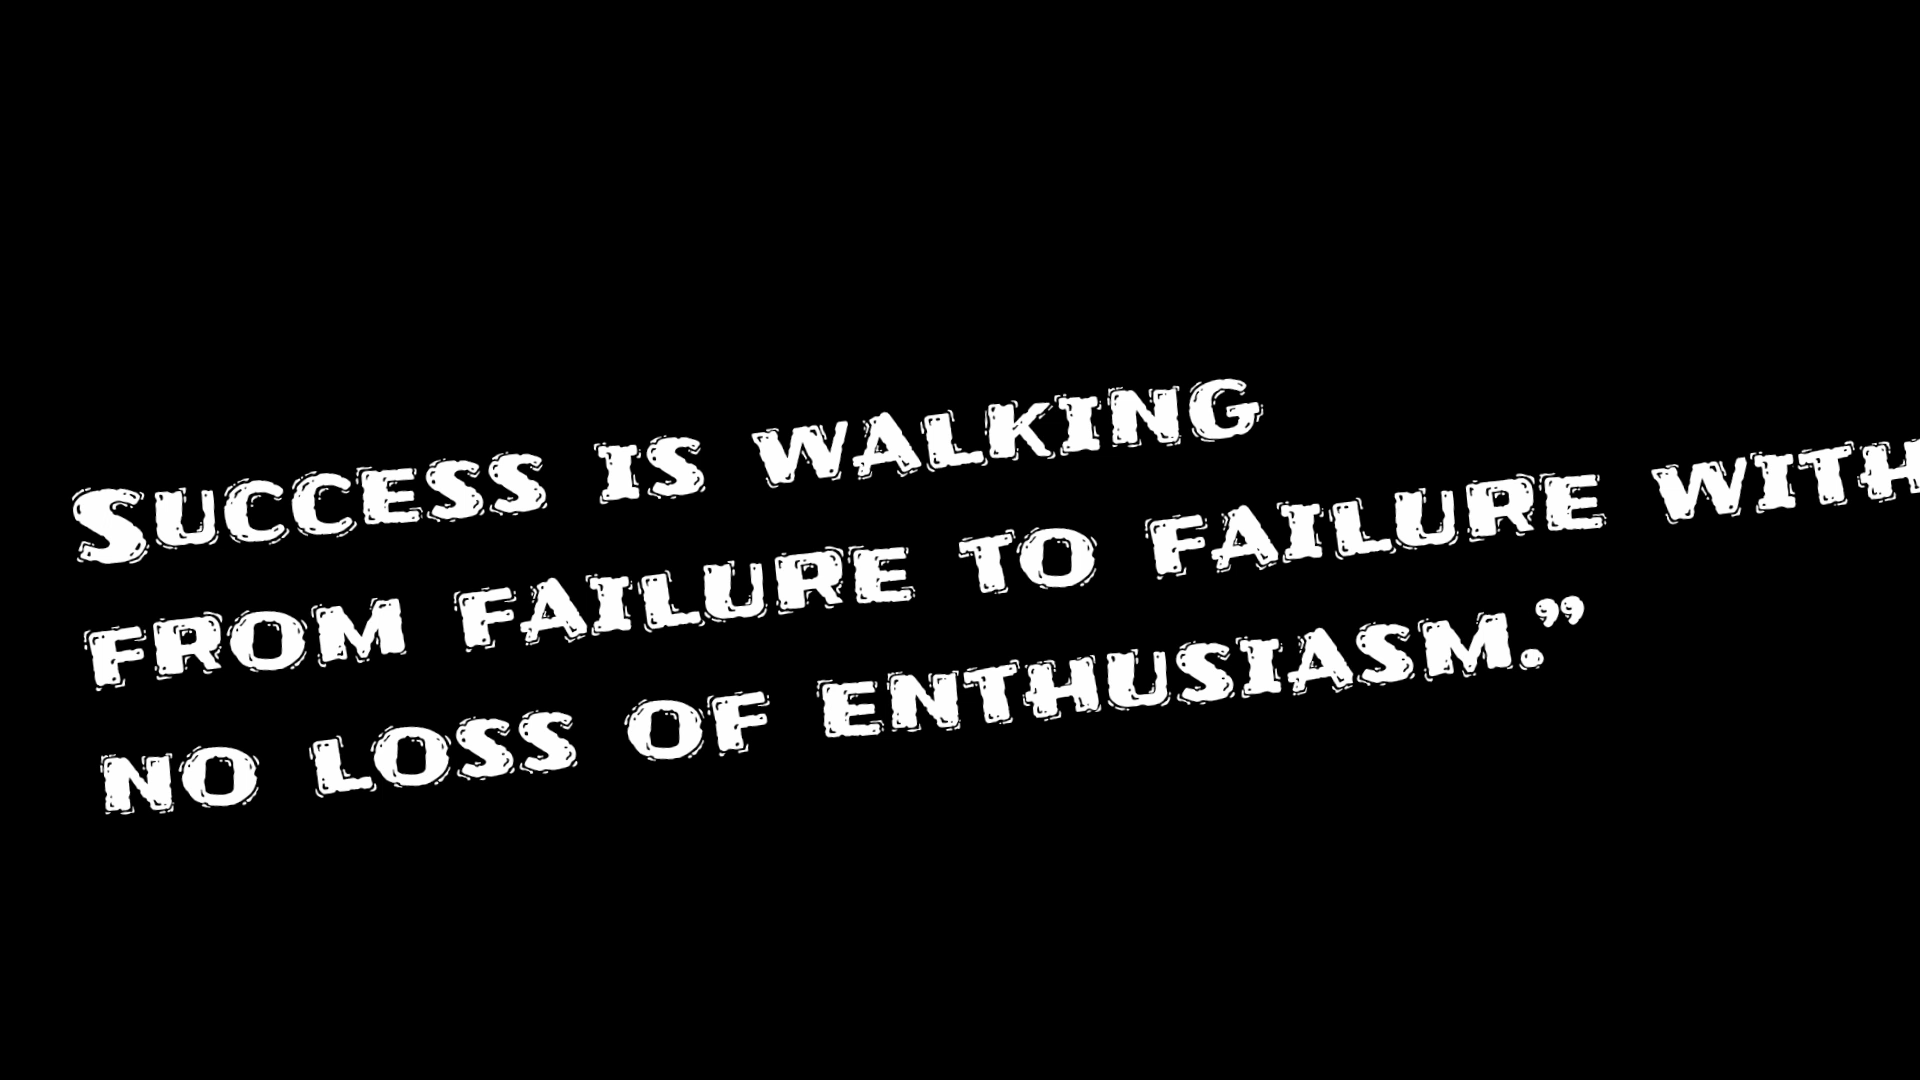 Success is walking
from failure to failure with
no loss of enthusiasm.”